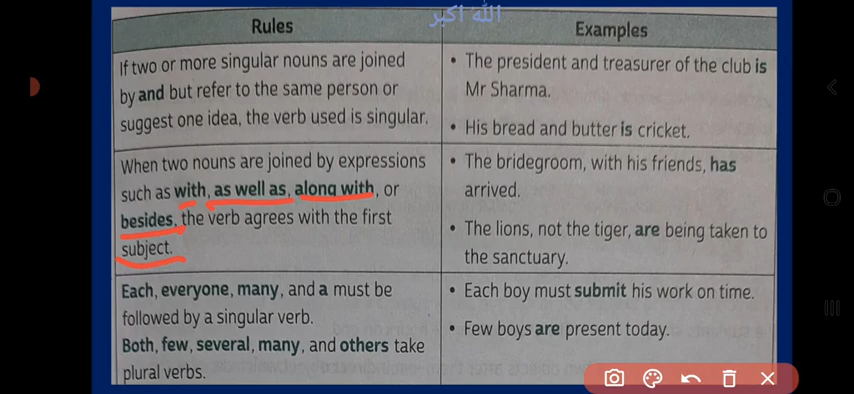 الله اكبر
Rules
Examples
If two or more singular nouns are joined
by and but refer to the same person or
suggest one idea, the verb used is singular.
• The president and treasurer of the club is
Mr Sharma.
• His bread and butter is cricket.
When two nouns are joined by expressions
such as with, as well as, along with, or
besides, the verb agrees with the first
subject.
• The bridegroom, with his friends, has
arrived.
• The lions, not the tiger, are being taken to
the sanctuary.
Each, everyone, many, and a must be
followed by a singular verb.
Both, few, several, many, and others take
plural verbs.
• Each boy must submit his work on time.
• Few boys are present today.